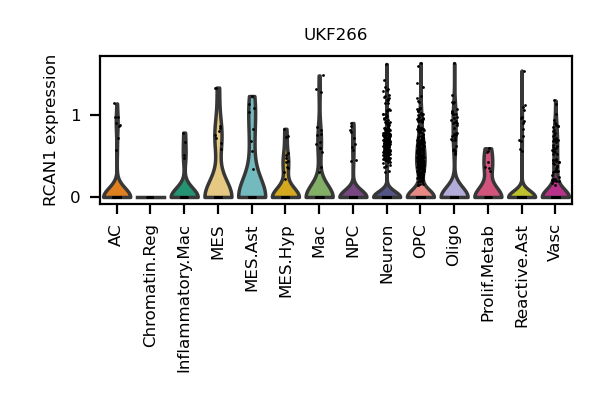 UKF266
RCAN1 expression
1
0
AC
Chromatin.Reg
Inflammatory.Mac
MES
MES.Ast
MES.Hyp
Mac
NPC
Neuron
OPC
Oligo
Prolif.Metab
Reactive.Ast
Vasc